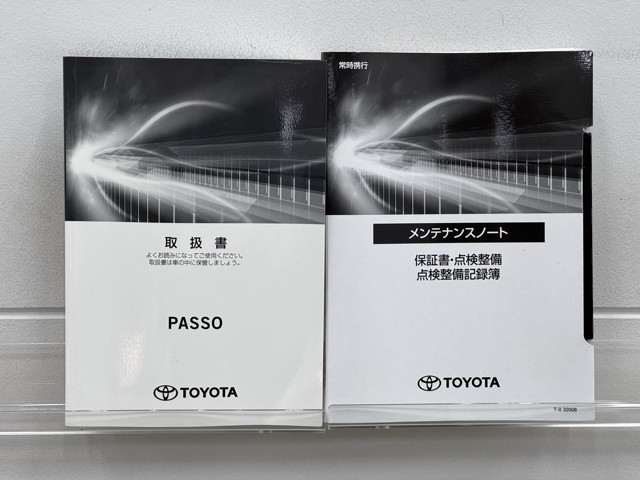 取扱書
よくお読みになってご使用ください。
取扱書は車の中に保管しましょう。
PASSO
TOYOTA
常時携行
メンテナンスノート
保証書・点検整備
点検整備記録簿
TOYOTA
T-0 32008